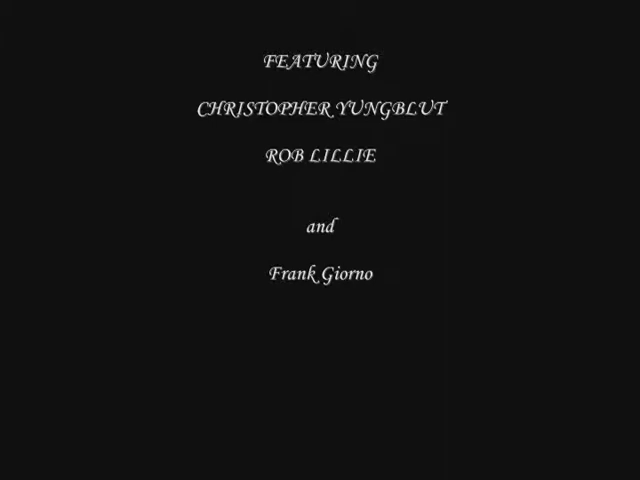 FEATURING
CHRISTOPHER YUNGBLUT
ROB LILLIE
and
Frank Giorno